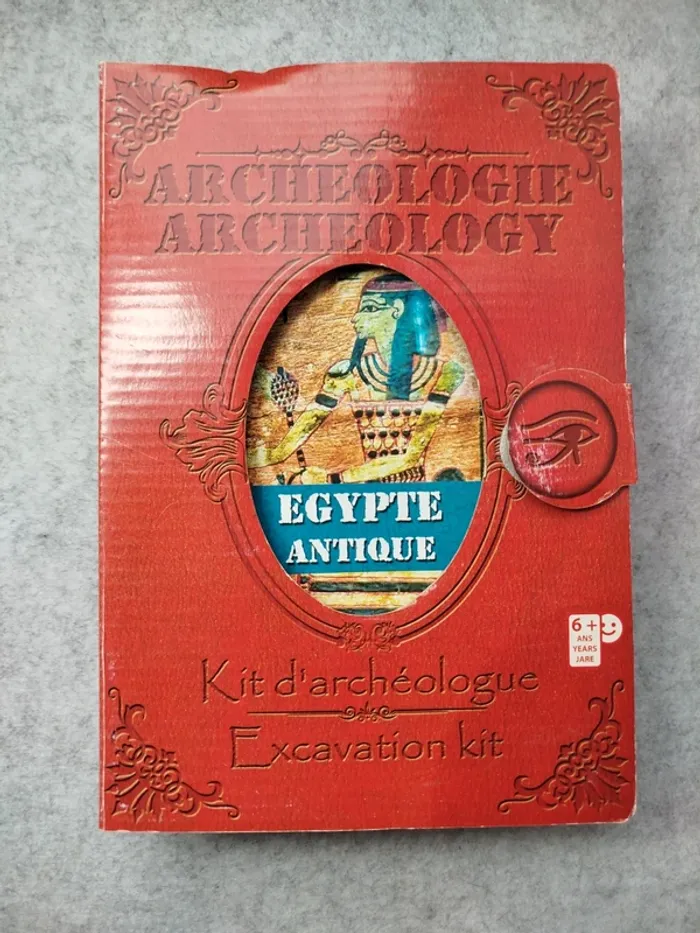 ARCHEOLOGIE
ARCHEOLOGY
EGYPTE
ANTIQUE
6 +
ANS
YEARS
JARE
Kit d'archéologue
Excavation kit